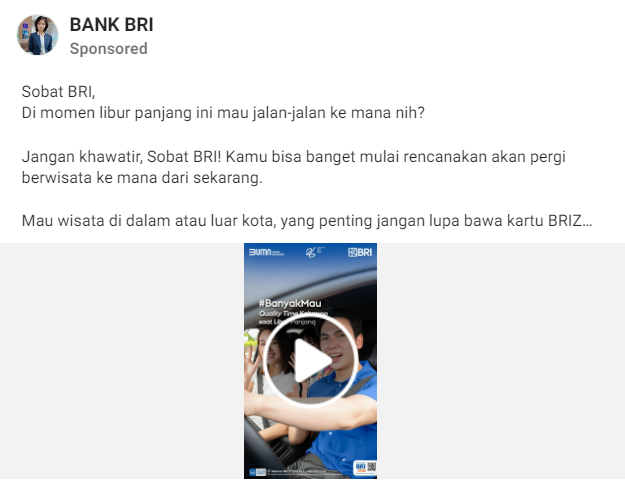 BANK BRI
Sponsored
Sobat BRI,
Di momen libur panjang ini mau jalan-jalan ke mana nih?
Jangan khawatir, Sobat BRI! Kamu bisa banget mulai rencanakan akan pergi
berwisata ke mana dari sekarang.
Mau wisata di dalam atau luar kota, yang penting jangan lupa bawa kartu BRIZ…
BUMN
BRI
#BanyakMau
Quality Time
saat Libur Panjang
BRI